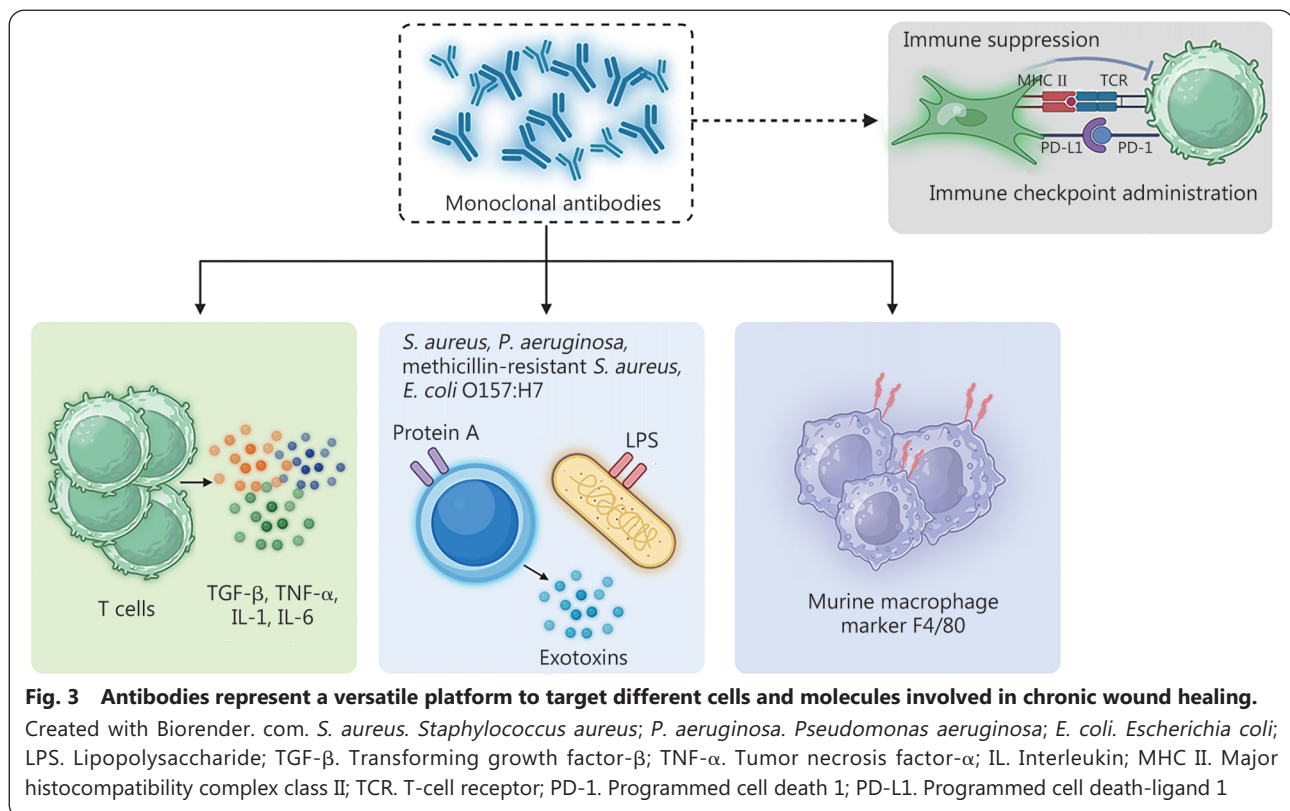 Monoclonal antibodies
Immune suppression
MHC II TCR
PD-L1 PD-1
Immune checkpoint administration
T cells
TGF-β, TNF-α,
IL-1, IL-6
S. aureus, P. aeruginosa,
methicillin-resistant S. aureus,
E. coli O157:H7
Protein A
LPS
Exotoxins
Murine macrophage
marker F4/80
Fig. 3 Antibodies represent a versatile platform to target different cells and molecules involved in chronic wound healing.
Created with Biorender. com. S. aureus. Staphylococcus aureus; P. aeruginosa. Pseudomonas aeruginosa; E. coli. Escherichia coli;
LPS. Lipopolysaccharide; TGF-β. Transforming growth factor-β; TNF-α. Tumor necrosis factor-α; IL. Interleukin; MHC II. Major
histocompatibility complex class II; TCR. T-cell receptor; PD-1. Programmed cell death 1; PD-L1. Programmed cell death-ligand 1